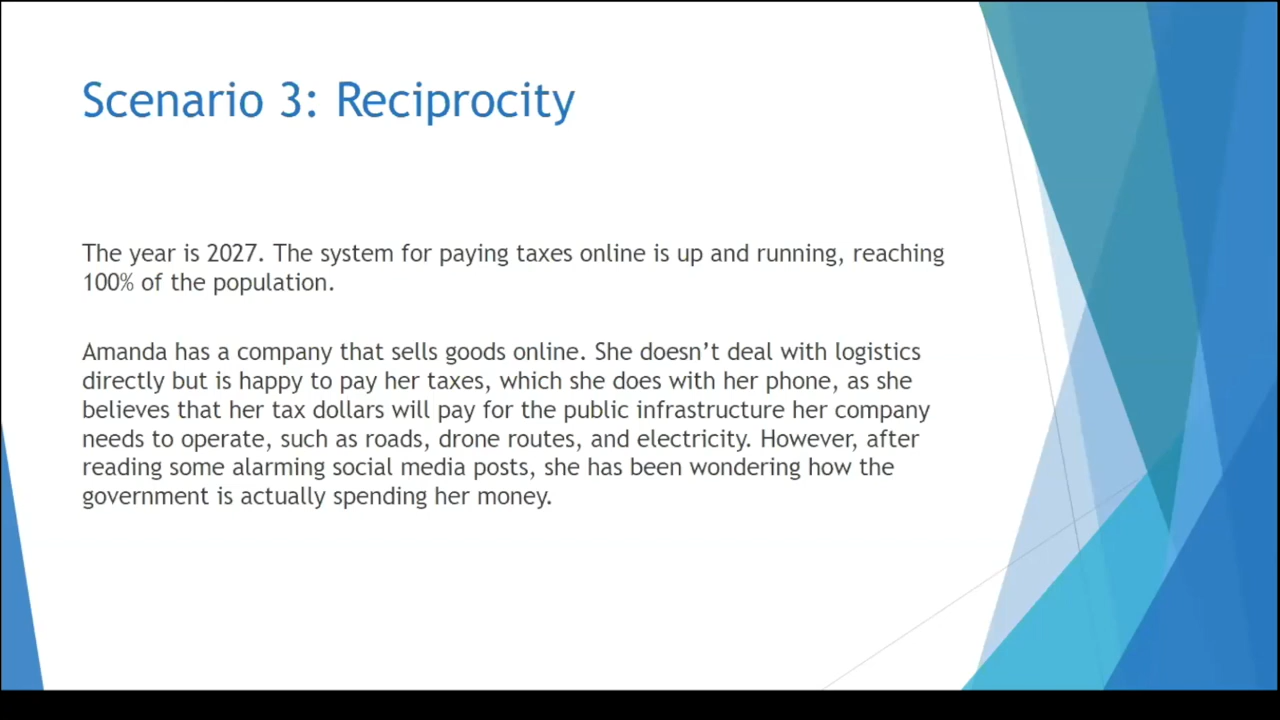 Scenario 3: Reciprocity
The year is 2027. The system for paying taxes online is up and running, reaching
100% of the population.
Amanda has a company that sells goods online. She doesn’t deal with logistics
directly but is happy to pay her taxes, which she does with her phone, as she
believes that her tax dollars will pay for the public infrastructure her company
needs to operate, such as roads, drone routes, and electricity. However, after
reading some alarming social media posts, she has been wondering how the
government is actually spending her money.